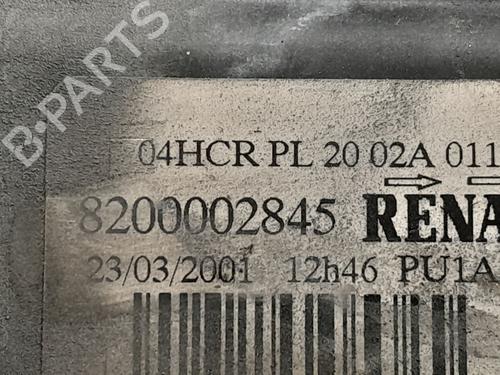 B-PARTS
04HCR PL 20 02A 011
8200002845 RENA
23/03/2001 12h46 PU1A